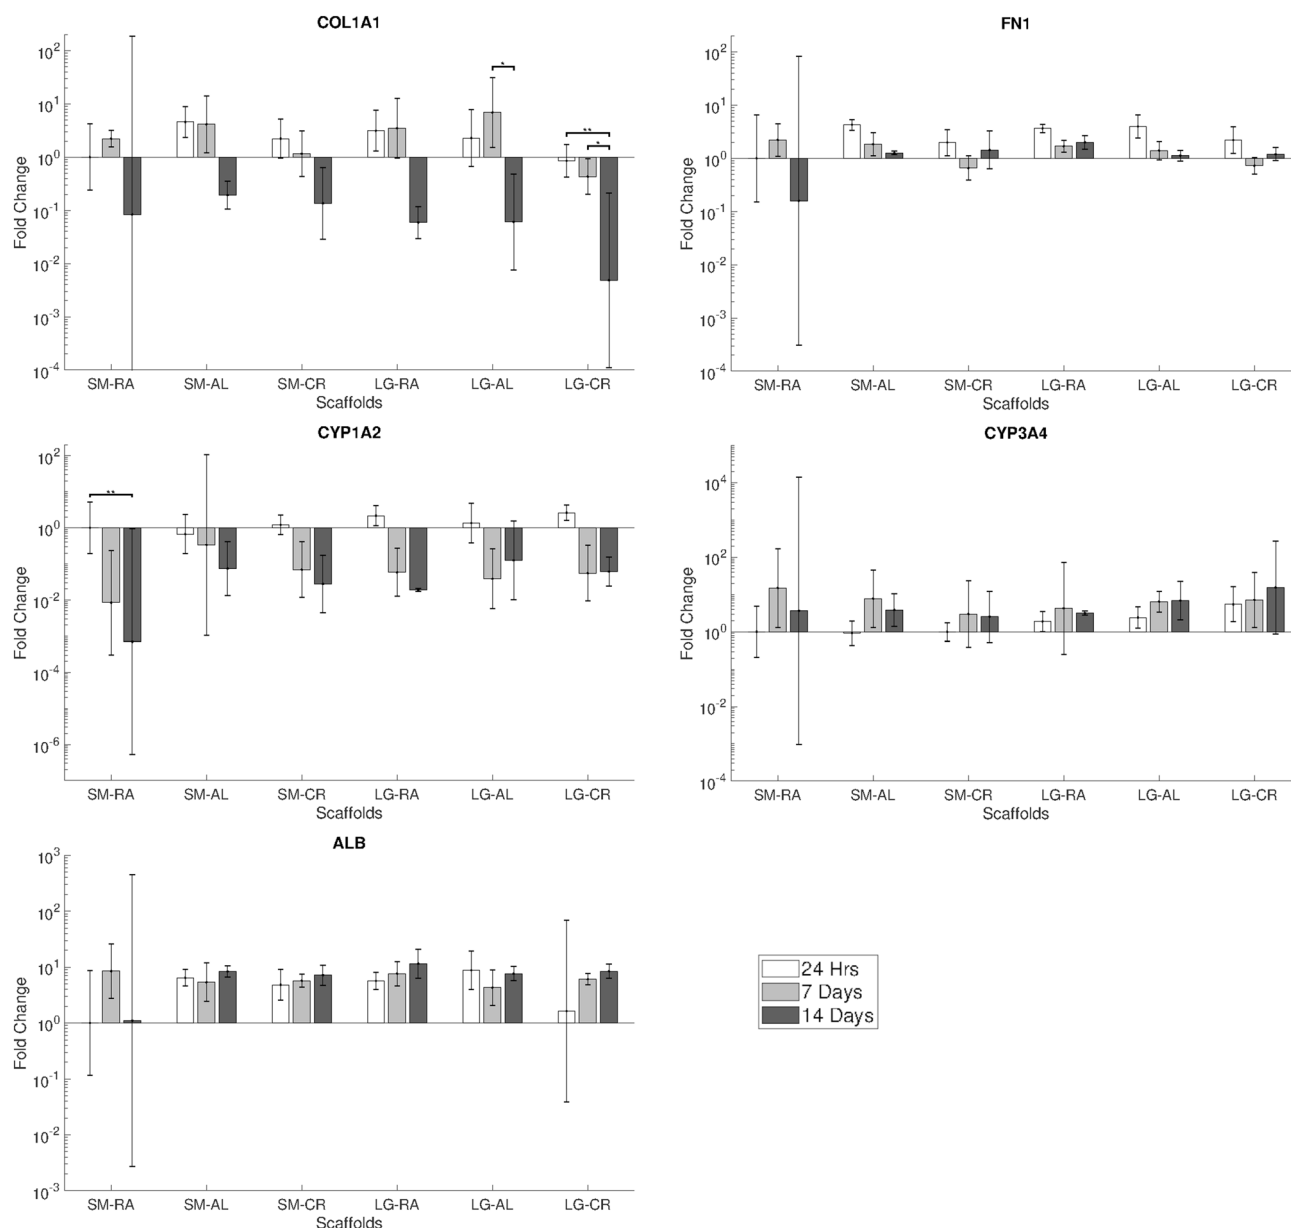 COL1A1
10^2
10^1
10^0
10^-1
10^-2
10^-3
10^-4
Fold Change
*
**
*
SM-RA SM-AL SM-CR LG-RA LG-AL LG-CR
Scaffolds
FN1
10^2
10^1
10^0
10^-1
10^-2
10^-3
10^-4
Fold Change
SM-RA SM-AL SM-CR LG-RA LG-AL LG-CR
Scaffolds
CYP1A2
10^2
10^0
10^-2
10^-4
10^-6
Fold Change
**
SM-RA SM-AL SM-CR LG-RA LG-AL LG-CR
Scaffolds
CYP3A4
10^4
10^2
10^0
10^-2
10^-4
Fold Change
SM-RA SM-AL SM-CR LG-RA LG-AL LG-CR
Scaffolds
ALB
10^3
10^2
10^1
10^0
10^-1
10^-2
10^-3
Fold Change
SM-RA SM-AL SM-CR LG-RA LG-AL LG-CR
Scaffolds
24 Hrs
7 Days
14 Days